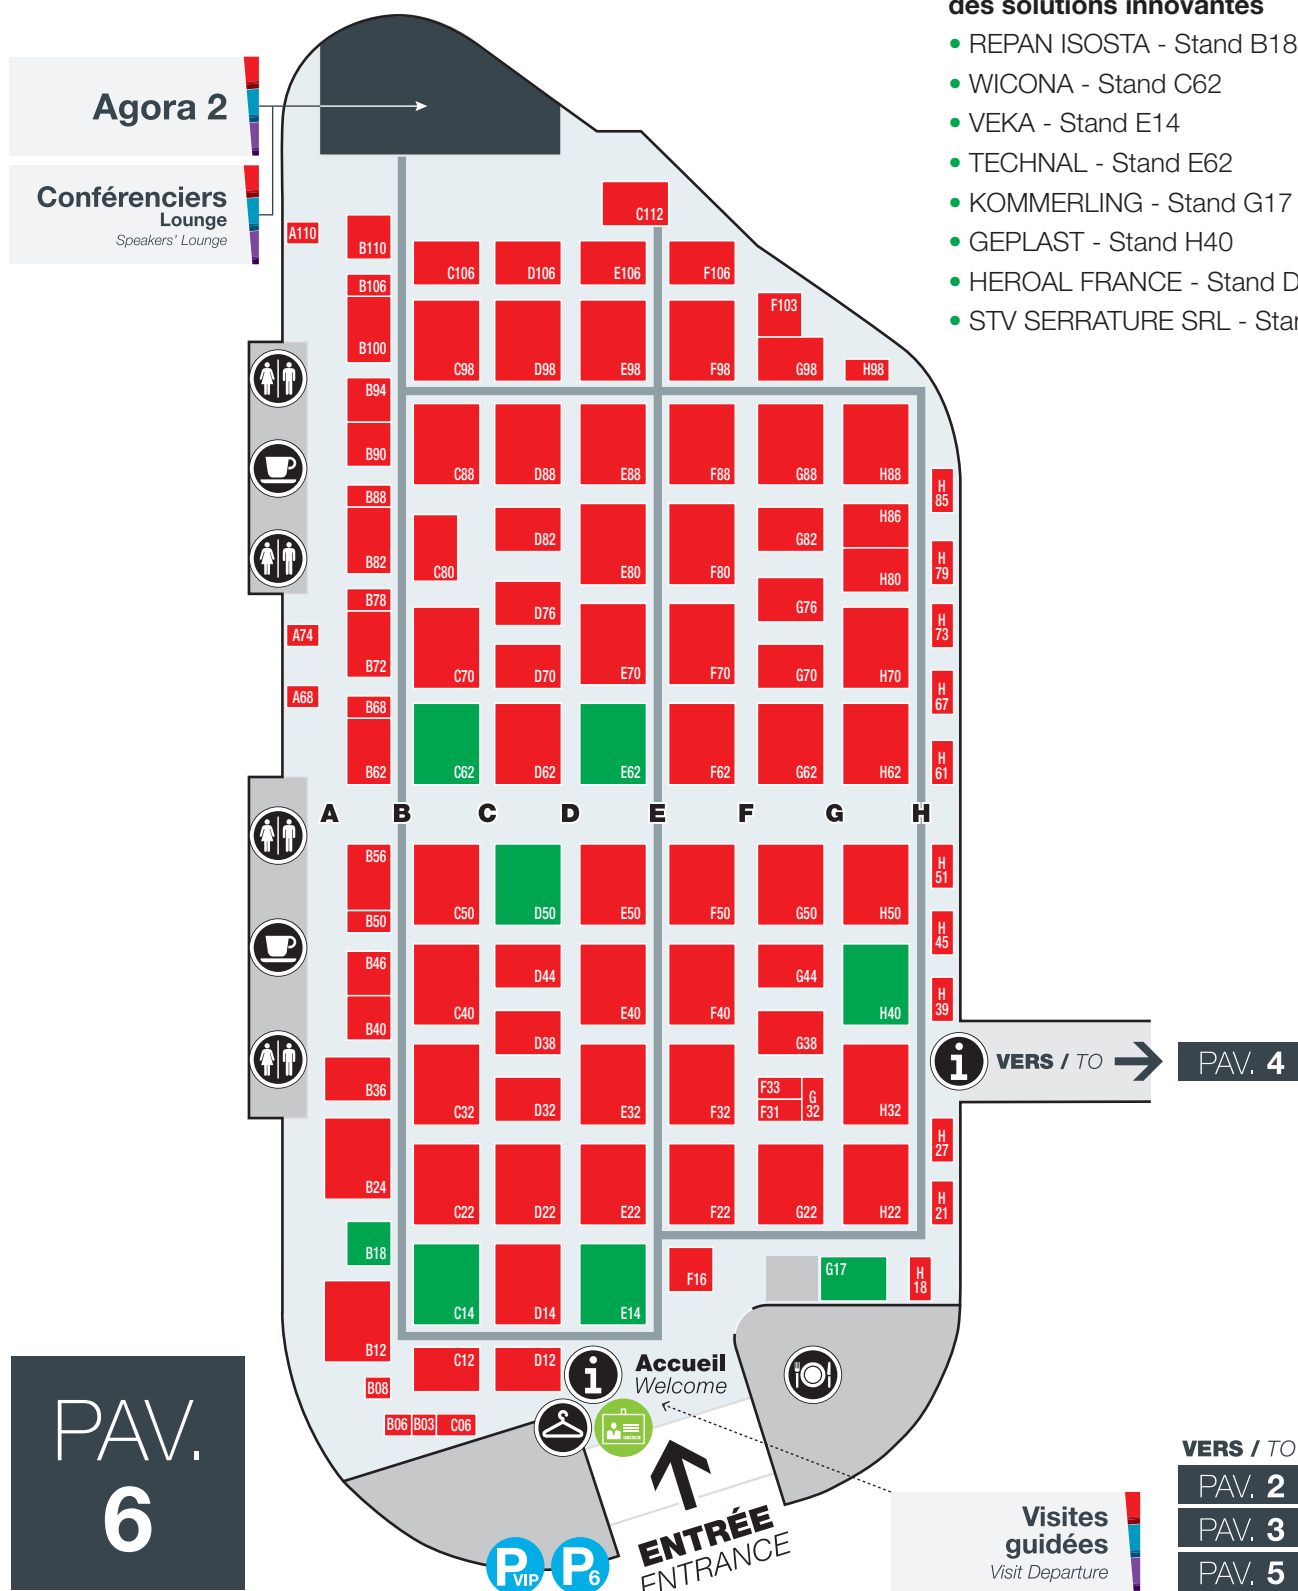 des solutions innovantes
• REPAN ISOSTA - Stand B18
• WICONA - Stand C62
• VEKA - Stand E14
• TECHNAL - Stand E62
• KOMMERLING - Stand G17
• GEPLAST - Stand H40
• HEROAL FRANCE - Stand D
• STV SERRATURE SRL - Stan
Agora 2
Conférenciers
Lounge
Speakers' Lounge
C112
A110
B110
C106
D106
E106
F106
B106
F103
B100
C98
D98
E98
F98
G98
H98
B94
B90
C88
D88
E88
F88
G88
H88
H
85
B88
H86
B82
D82
G82
C80
E80
F80
H80
H
79
B78
D76
G76
A74
H
73
B72
C70
D70
E70
F70
G70
H70
A68
B68
H
67
B62
C62
D62
E62
F62
G62
H62
H
61
A B C D E F G H
B56
H
51
B50
C50
D50
E50
F50
G50
H50
B46
D44
G44
H
45
B40
C40
E40
F40
H40
H
39
D38
G38
VERS / TO
PAV. 4
B36
F33
F31
G
32
C32
D32
E32
F32
H32
H
27
B24
C22
D22
E22
F22
G22
H22
H
21
B18
F16
G17
H
18
C14
D14
E14
B12
C12
D12
Accueil
Welcome
B08
B06
B03
C06
PAV.
6
ENTRÉE
ENTRANCE
P VIP
P 6
Visites
guidées
Visit Departure
VERS / TO
PAV. 2
PAV. 3
PAV. 5